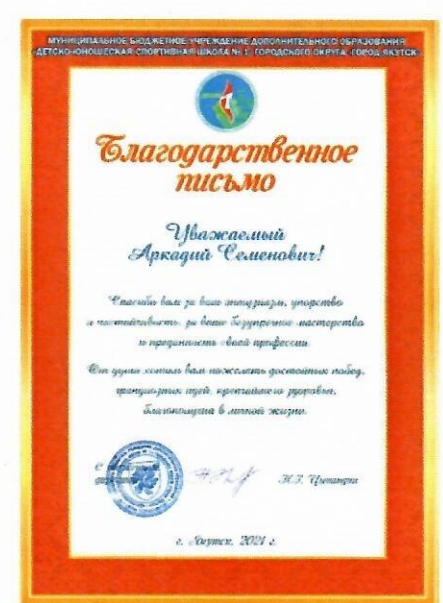 МУНИЦИПАЛЬНОЕ БЮДЖЕТНОЕ УЧРЕЖДЕНИЕ ДОПОЛНИТЕЛЬНОГО ОБРАЗОВАНИЯ
«ДЕТСКО-ЮНОШЕСКАЯ СПОРТИВНАЯ ШКОЛА № 1» ГОРОДСКОГО ОКРУГА «ГОРОД ЯКУТСК»
Благодарственное
письмо
Уважаемый
Аркадий Семенович!
Спасибо вам за ваш энтузиазм, упорство
и настойчивость, за ваше безупречное мастерство
и преданность своей профессии.
От души хотим вам пожелать достойных побед,
грандиозных идей, крепчайшего здоровья,
благополучия в личной жизни.
С
Н.З.
г. Якутск, 2021 г.